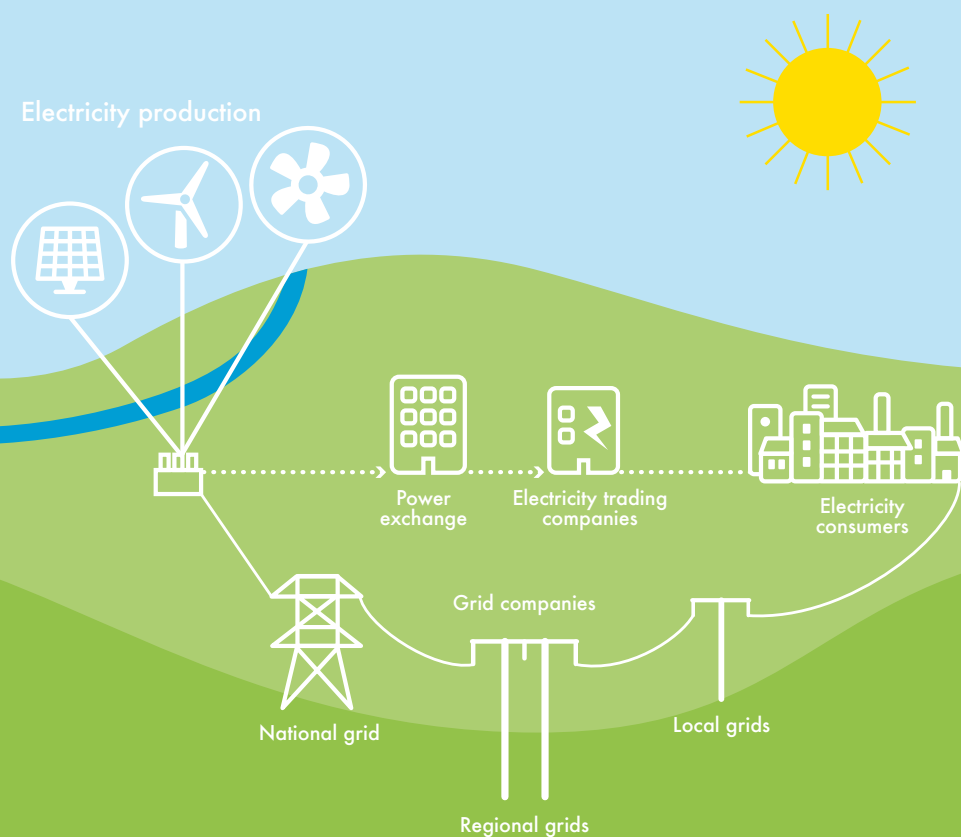 Electricity production
Power
exchange
Electricity trading
companies
Electricity
consumers
Grid companies
National grid
Local grids
Regional grids